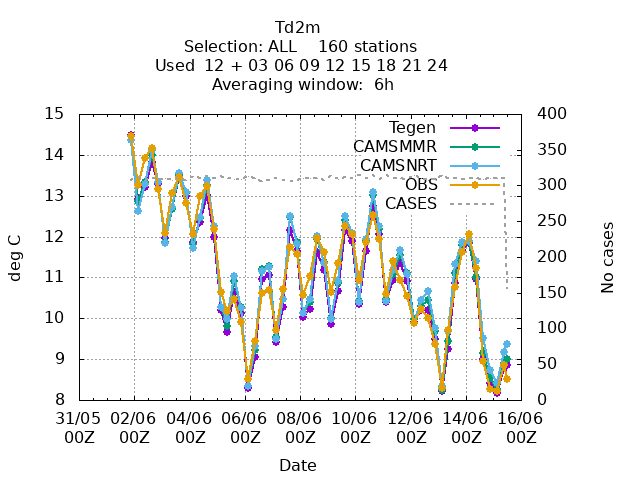 Td2m
Selection: ALL    160 stations
Used  12 + 03 06 09 12 15 18 21 24
Averaging window:  6h
15
14
13
12
11
10
9
8
deg C
400
350
300
250
200
150
100
50
0
No cases
Tegen
CAMSMMR
CAMSNRT
OBS
CASES
31/05 02/06 04/06 06/06 08/06 10/06 12/06 14/06 16/06
00Z 00Z 00Z 00Z 00Z 00Z 00Z 00Z 00Z
Date